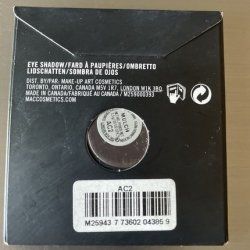 EYE SHADOW/FARD À PAUPIÈRES/OMBRETTO
LIDSCHATTEN/SOMBRA DE OJOS
DIST. BY/PAR: MAKE-UP ART COSMETICS
TORONTO, ONTARIO, CANADA M5V 1R7, LONDON W1K 3BQ.
MADE IN CANADA/FABRIQUÉ AU CANADA / M259000393
MACCOSMETICS.COM
AC2
AC2
M25943 7 73602 04386 9